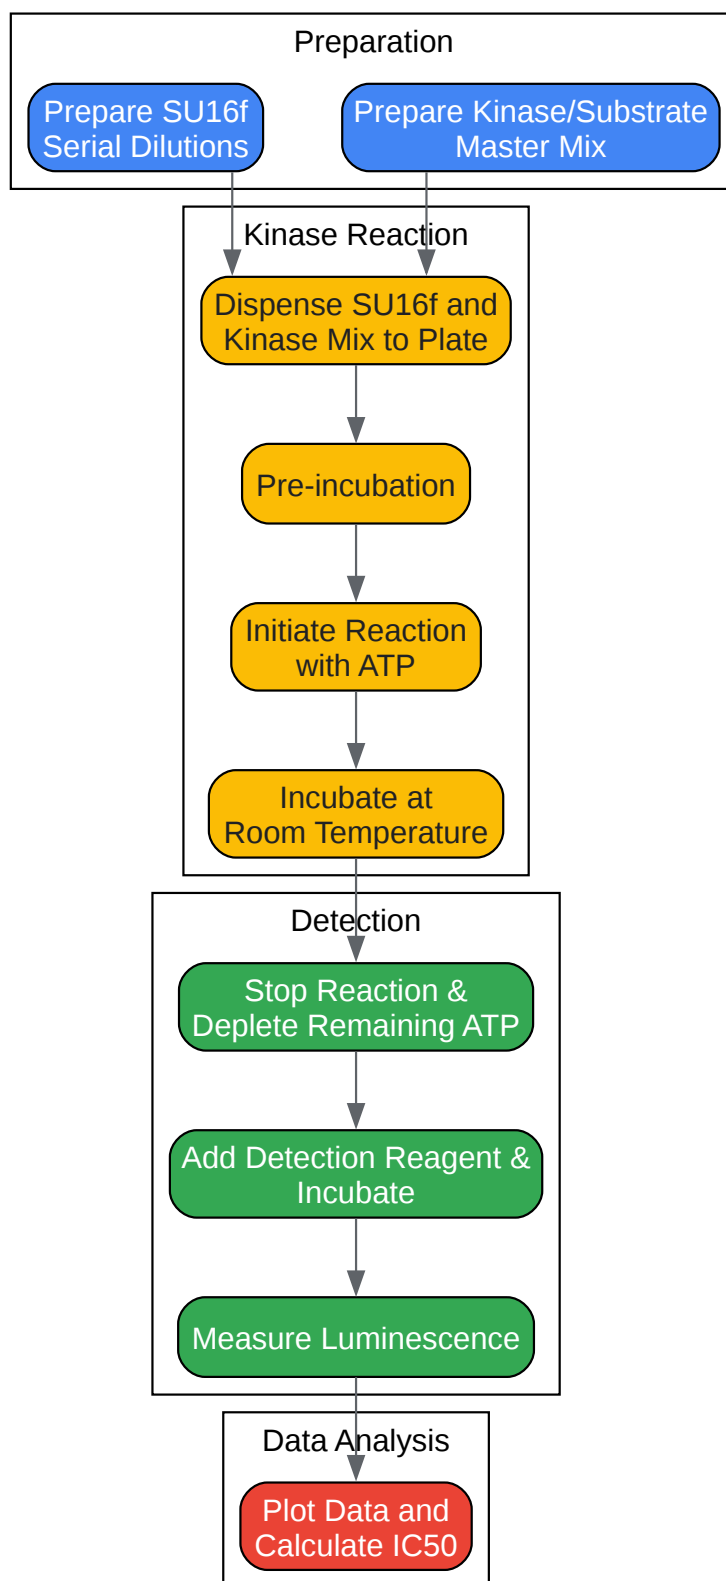 Preparation
Prepare SU16f
Serial Dilutions
Prepare Kinase/Substrate
Master Mix
Kinase Reaction
Dispense SU16f and
Kinase Mix to Plate
Pre-incubation
Initiate Reaction
with ATP
Incubate at
Room Temperature
Detection
Stop Reaction &
Deplete Remaining ATP
Add Detection Reagent &
Incubate
Measure Luminescence
Data Analysis
Plot Data and
Calculate IC50